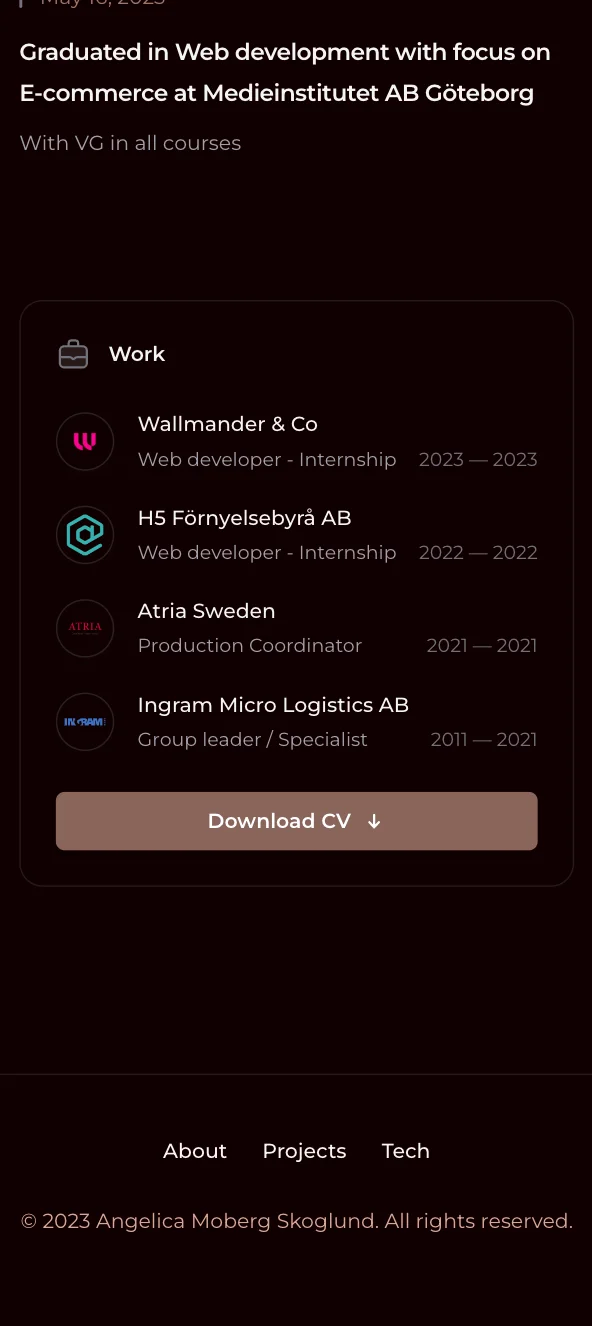 May 16, 2023
Graduated in Web development with focus on
E-commerce at Medieinstitutet AB Göteborg
With VG in all courses
Work
Wallmander & Co
Web developer - Internship 2023 — 2023
H5 Förnyelsebyrå AB
Web developer - Internship 2022 — 2022
ATRIA
Atria Sweden
Production Coordinator 2021 — 2021
INGRAM
Ingram Micro Logistics AB
Group leader / Specialist 2011 — 2021
Download CV ↓
About Projects Tech
© 2023 Angelica Moberg Skoglund. All rights reserved.